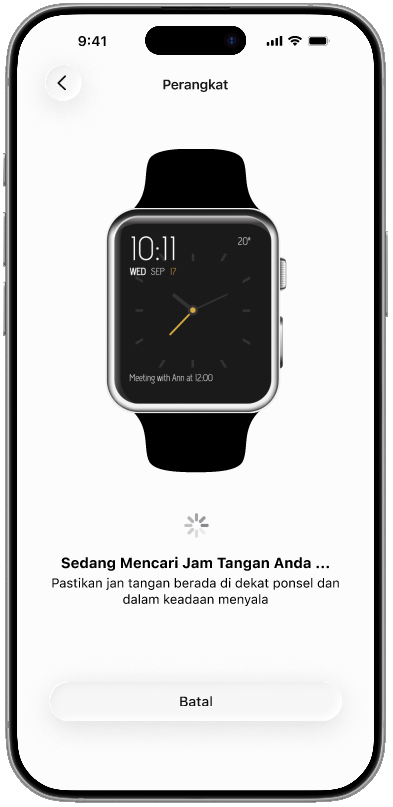 9:41
Perangkat
10:11
20°
WED SEP 17
Meeting with Ann at 12:00
Sedang Mencari Jam Tangan Anda ...
Pastikan jan tangan berada di dekat ponsel dan
dalam keadaan menyala
Batal